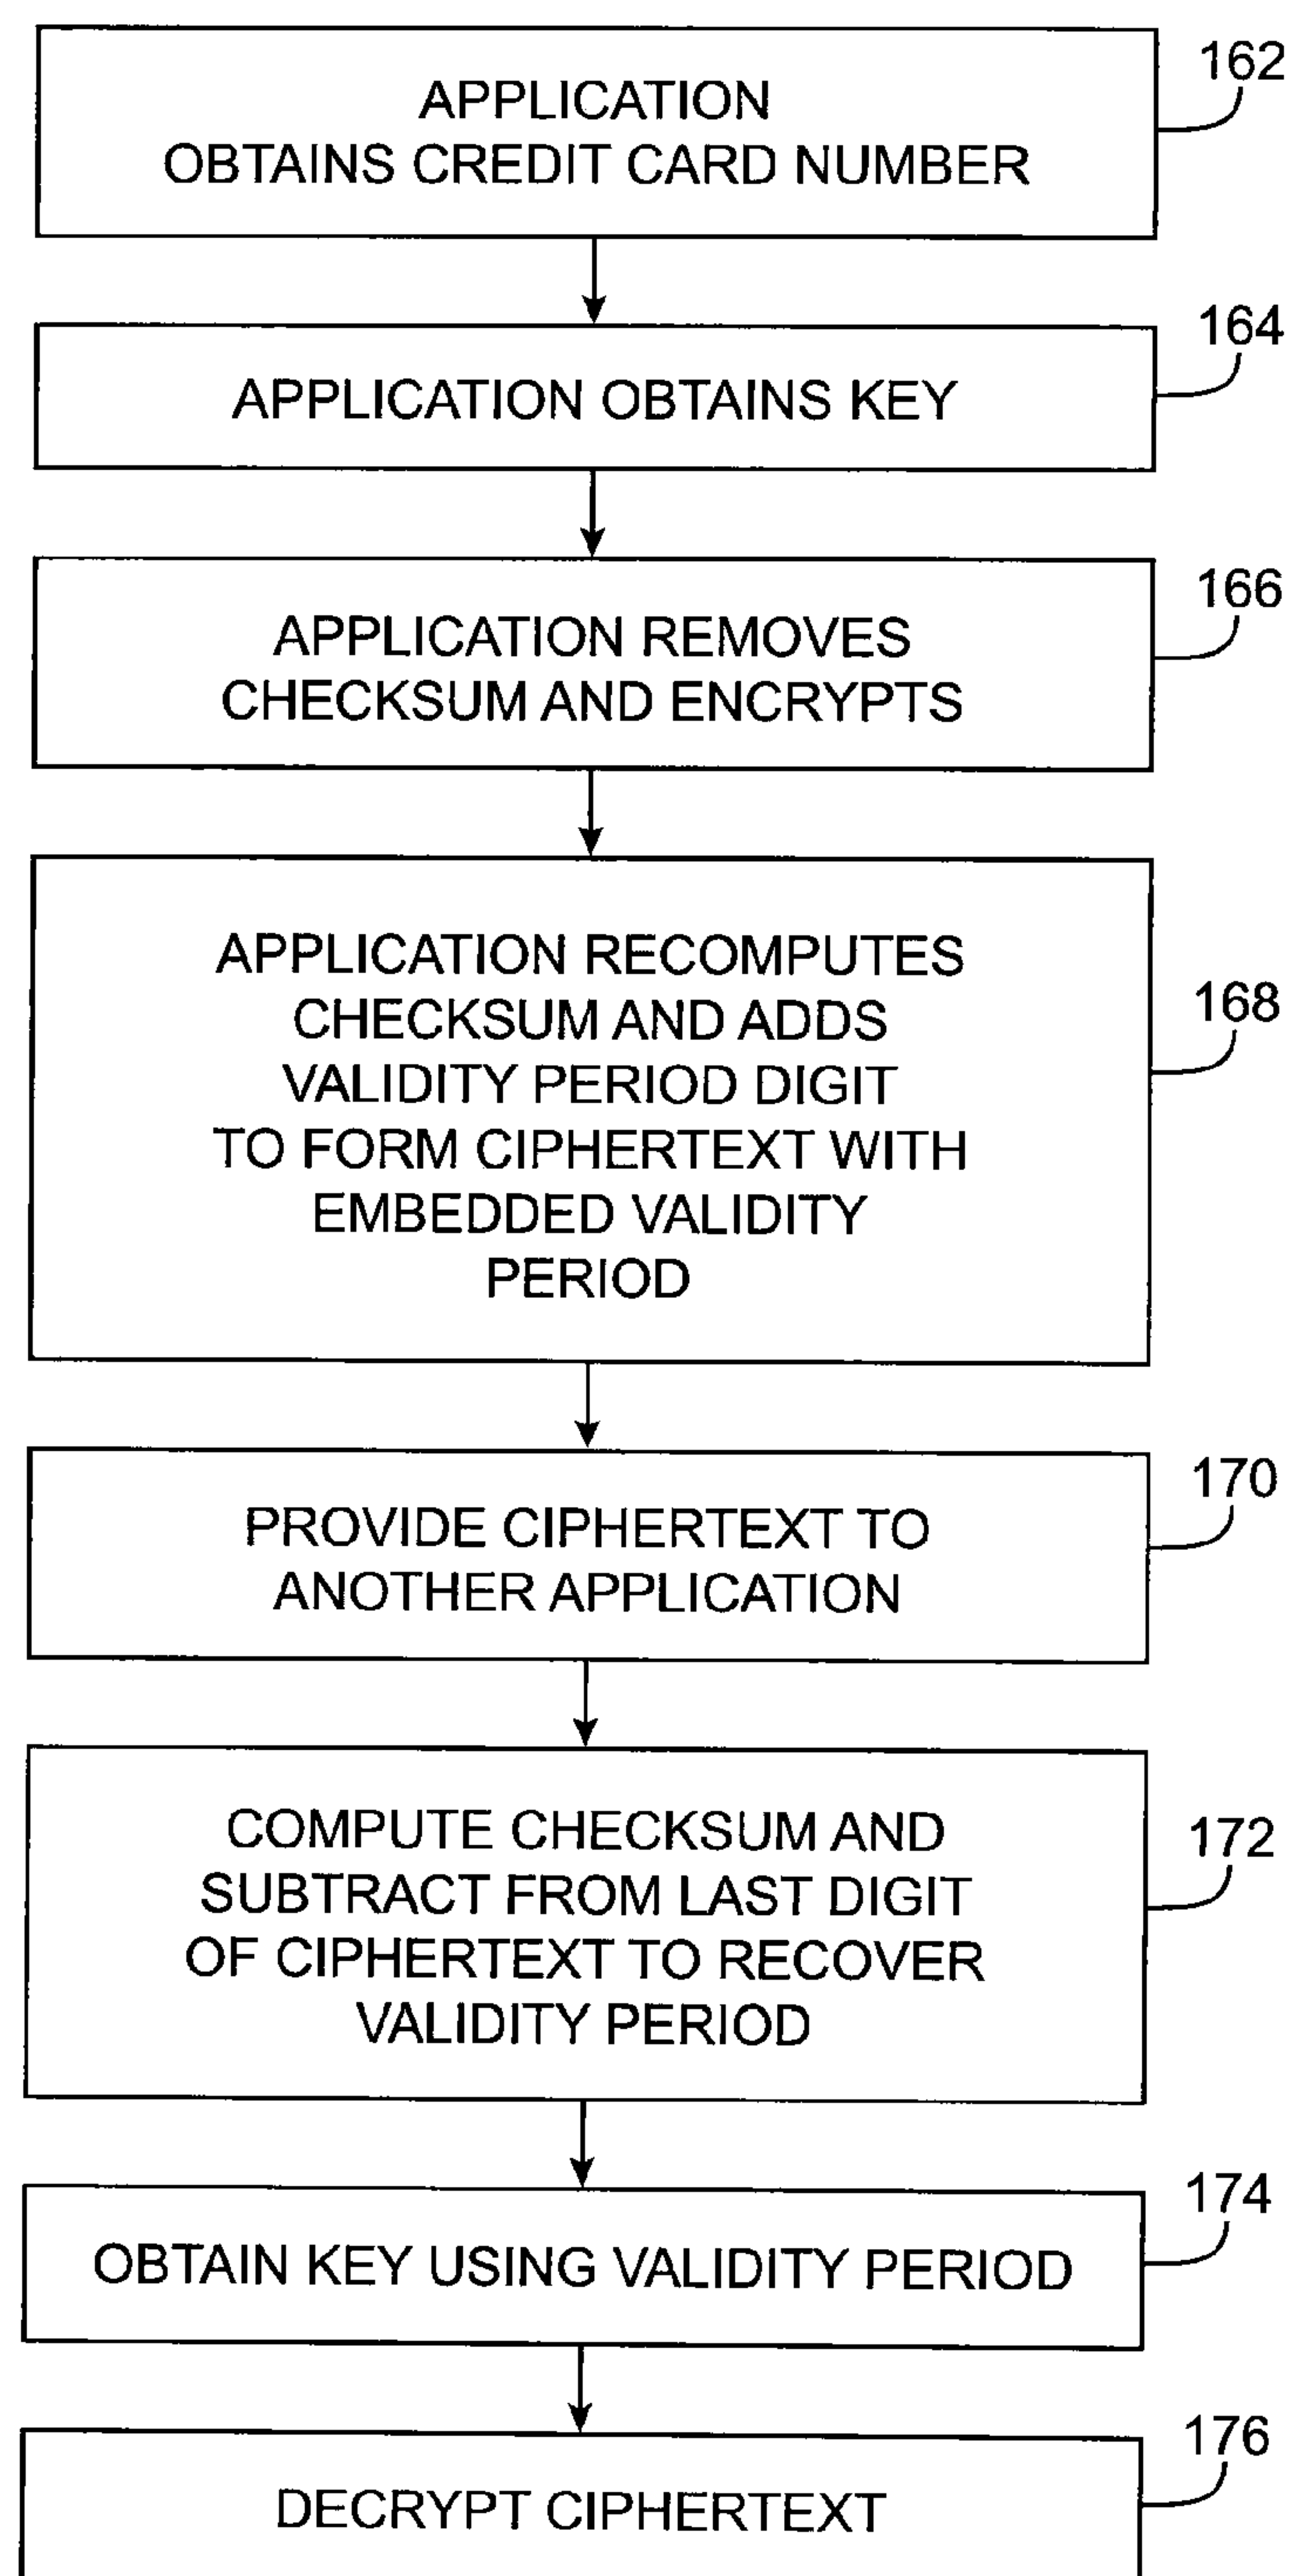 162
APPLICATION
OBTAINS CREDIT CARD NUMBER
164
APPLICATION OBTAINS KEY
166
APPLICATION REMOVES
CHECKSUM AND ENCRYPTS
168
APPLICATION RECOMPUTES
CHECKSUM AND ADDS
VALIDITY PERIOD DIGIT
TO FORM CIPHERTEXT WITH
EMBEDDED VALIDITY
PERIOD
170
PROVIDE CIPHERTEXT TO
ANOTHER APPLICATION
172
COMPUTE CHECKSUM AND
SUBTRACT FROM LAST DIGIT
OF CIPHERTEXT TO RECOVER
VALIDITY PERIOD
174
OBTAIN KEY USING VALIDITY PERIOD
176
DECRYPT CIPHERTEXT